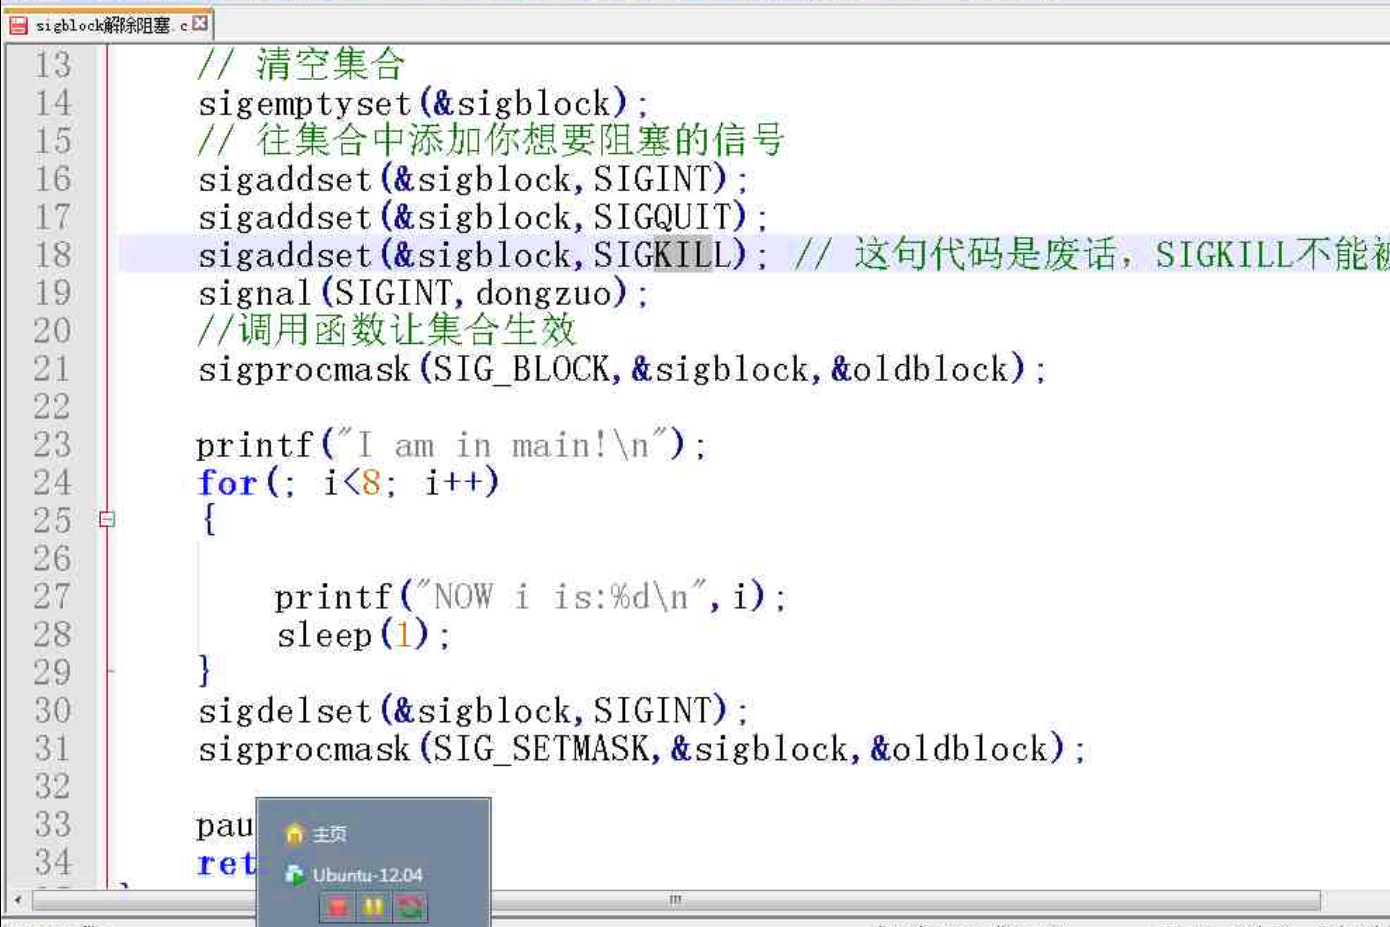 sigblock解除阻塞.c
13 // 清空集合
14 sigemptyset(&sigblock);
15 // 往集合中添加你想要阻塞的信号
16 sigaddset(&sigblock,SIGINT);
17 sigaddset(&sigblock,SIGQUIT);
18 sigaddset(&sigblock,SIGKILL); // 这句代码是废话，SIGKILL不能被
19 signal(SIGINT,dongzuo);
20 //调用函数让集合生效
21 sigprocmask(SIG_BLOCK,&sigblock,&oldblock);
22
23 printf("I am in main!\n");
24 for(; i<8; i++)
25 {
26
27 printf("NOW i is:%d\n",i);
28 sleep(1);
29 }
30 sigdelset(&sigblock,SIGINT);
31 sigprocmask(SIG_SETMASK,&sigblock,&oldblock);
32
33 pau
34 ret
主页
Ubuntu-12.04